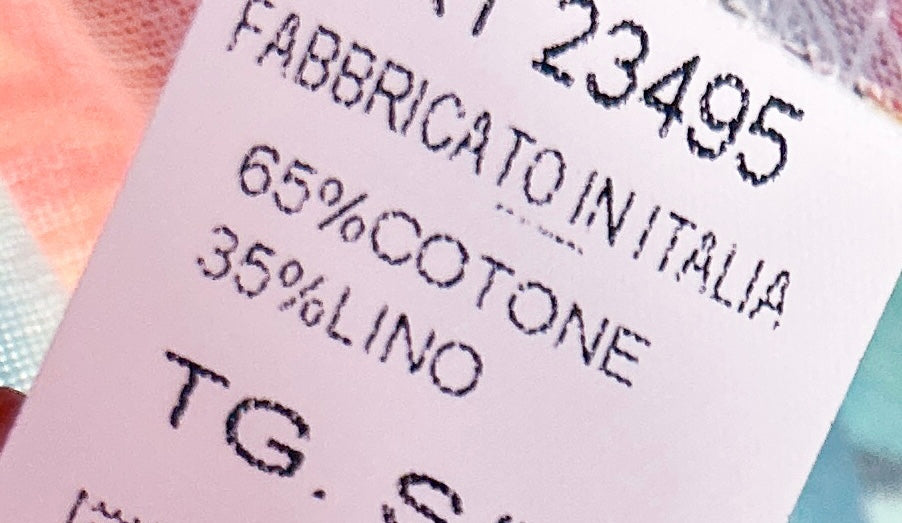 23495
FABBRICATO IN ITALIA
65%COTONE
35%LINO
TG.